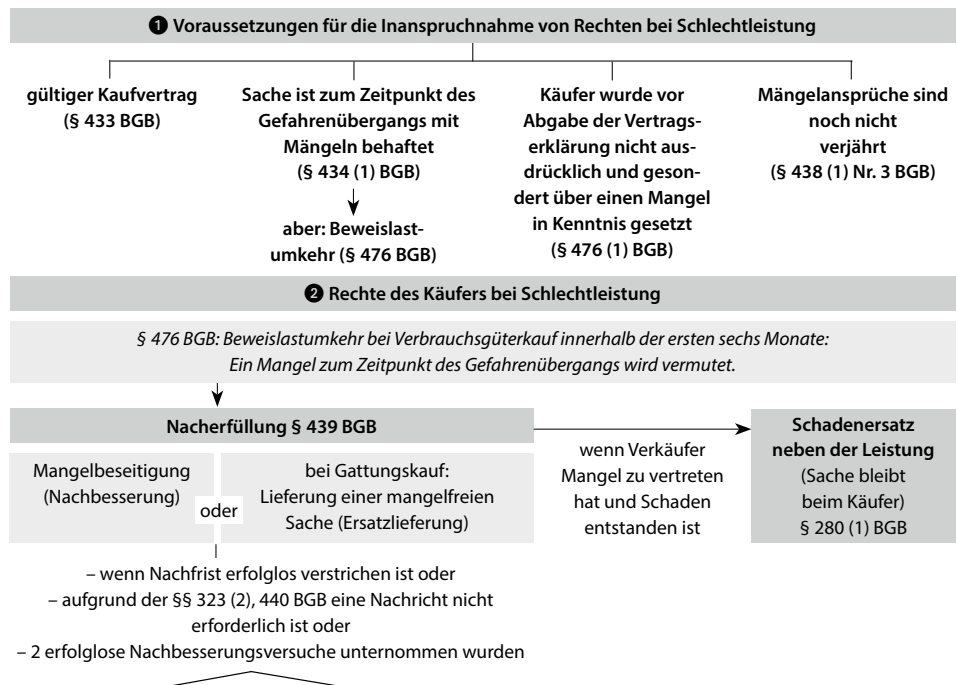 ❶ Voraussetzungen für die Inanspruchnahme von Rechten bei Schlechtleistung
gültiger Kaufvertrag
(§ 433 BGB)
Sache ist zum Zeitpunkt des
Gefahrenübergangs mit
Mängeln behaftet
(§ 434 (1) BGB)
aber: Beweislast-
umkehr (§ 476 BGB)
Käufer wurde vor
Abgabe der Vertrags-
erklärung nicht aus-
drücklich und geson-
dert über einen Mangel
in Kenntnis gesetzt
(§ 476 (1) BGB)
Mängelansprüche sind
noch nicht
verjährt
(§ 438 (1) Nr. 3 BGB)
❷ Rechte des Käufers bei Schlechtleistung
§ 476 BGB: Beweislastumkehr bei Verbrauchsgüterkauf innerhalb der ersten sechs Monate:
Ein Mangel zum Zeitpunkt des Gefahrenübergangs wird vermutet.
Nacherfüllung § 439 BGB
Mangelbeseitigung
(Nachbesserung)
oder
bei Gattungskauf:
Lieferung einer mangelfreien
Sache (Ersatzlieferung)
wenn Verkäufer
Mangel zu vertreten
hat und Schaden
entstanden ist
Schadenersatz
neben der Leistung
(Sache bleibt
beim Käufer)
§ 280 (1) BGB
– wenn Nachfrist erfolglos verstrichen ist oder
– aufgrund der §§ 323 (2), 440 BGB eine Nachricht nicht
erforderlich ist oder
– 2 erfolglose Nachbesserungsversuche unternommen wurden